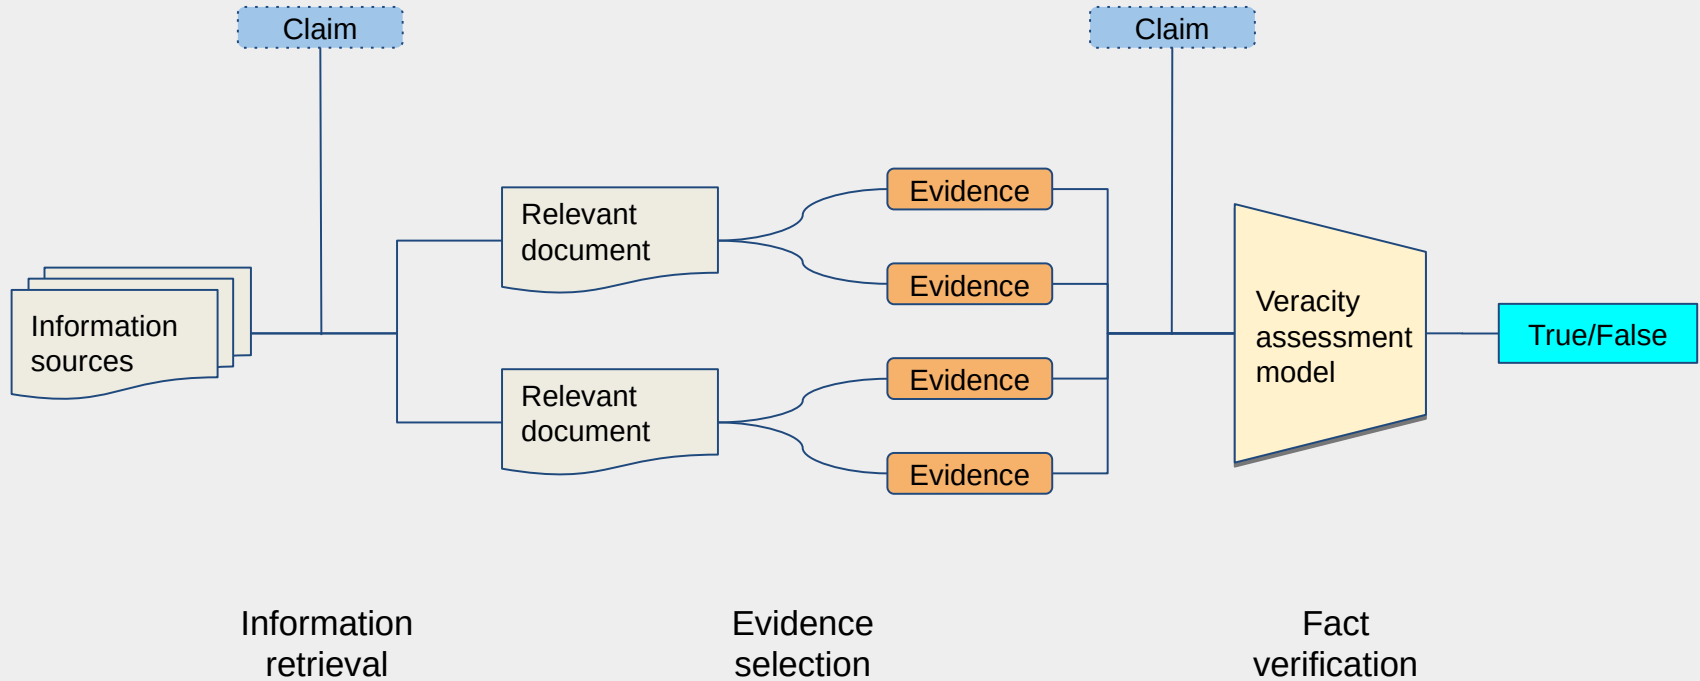 Claim
Claim
Evidence
Relevant
document
Evidence
Information
sources
Veracity
assessment
model
True/False
Evidence
Relevant
document
Evidence
Information
retrieval
Evidence
selection
Fact
verification